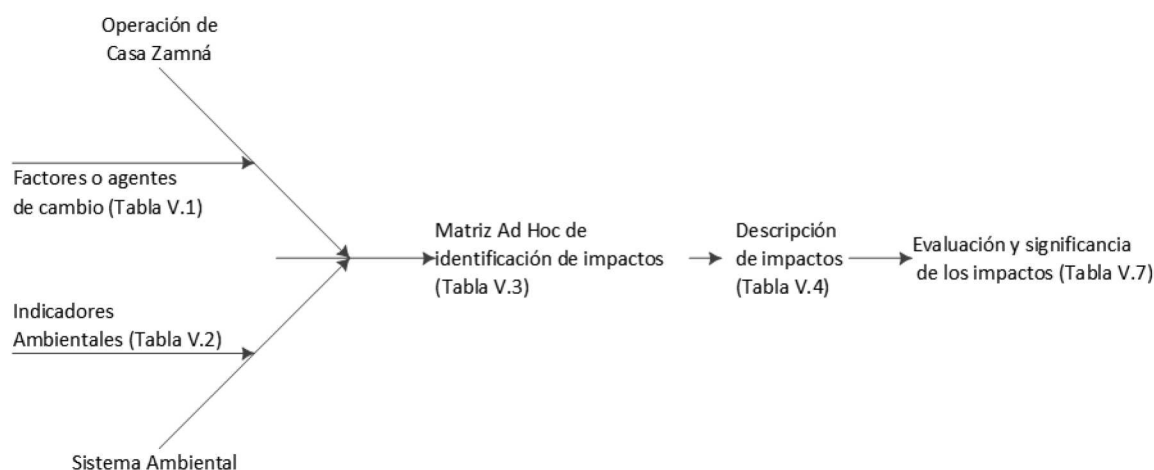 Operación de
Casa Zamná
Factores o agentes
de cambio (Tabla V.1)
Matriz Ad Hoc de
identificación de impactos
(Tabla V.3)
Descripción
de impactos
(Tabla V.4)
Evaluación y significancia
de los impactos (Tabla V.7)
Indicadores
Ambientales (Tabla V.2)
Sistema Ambiental